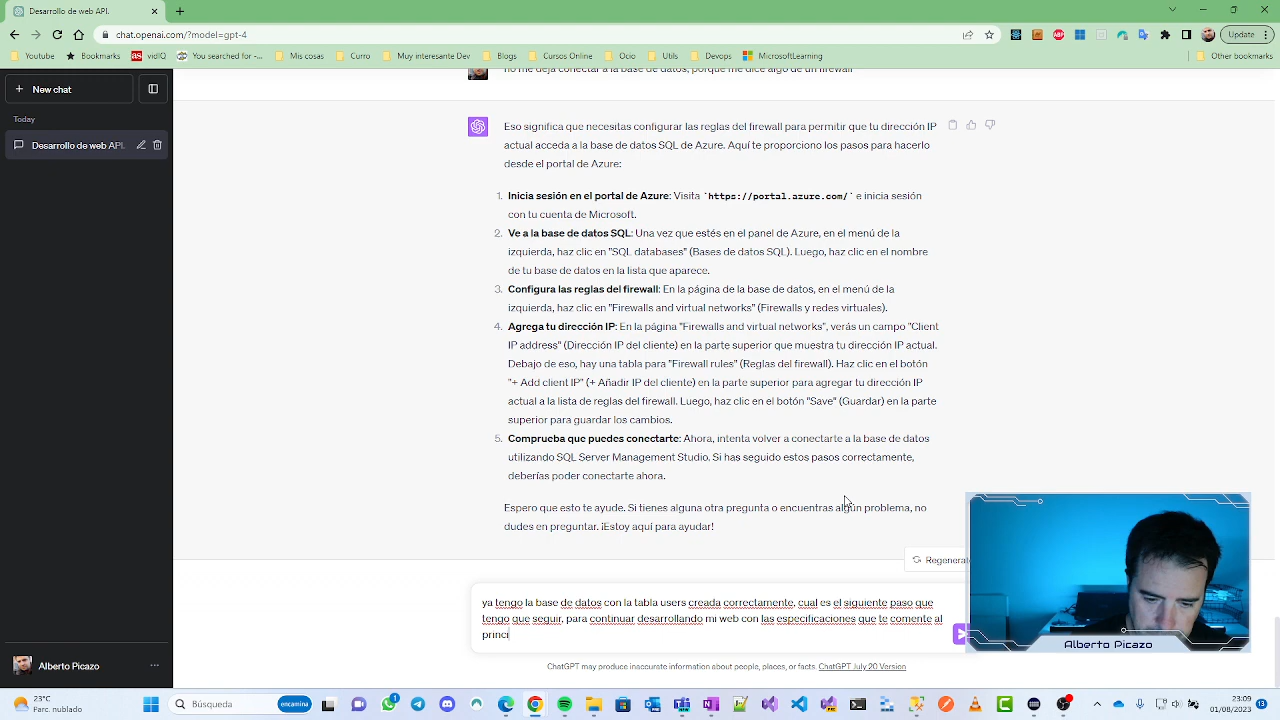 Desarrollo de web API.
chat.openai.com/?model=gpt-4
Update
Youtube
Bookmarks
vidIQ
You searched for -...
Mis cosas
Curro
Muy interesante Dev
Blogs
Cursos Online
Ocio
Utils
Devops
MicrosoftLearning
Other bookmarks
New chat
Today
Desarrollo de web API.
no me deja conectar a la base de datos, porque me dice algo de un firewall
Eso significa que necesitas configurar las reglas del firewall para permitir que tu dirección IP
actual acceda a la base de datos SQL de Azure. Aquí te proporciono los pasos para hacerlo
desde el portal de Azure:
1. Inicia sesión en el portal de Azure: Visita `https://portal.azure.com/` e inicia sesión
con tu cuenta de Microsoft.
2. Ve a la base de datos SQL: Una vez que estés en el panel de Azure, en el menú de la
izquierda, haz clic en "SQL databases" (Bases de datos SQL). Luego, haz clic en el nombre
de tu base de datos en la lista que aparece.
3. Configura las reglas del firewall: En la página de la base de datos, en el menú de la
izquierda, haz clic en "Firewalls and virtual networks" (Firewalls y redes virtuales).
4. Agrega tu dirección IP: En la página "Firewalls and virtual networks", verás un campo "Client
IP address" (Dirección IP del cliente) en la parte superior que muestra tu dirección IP actual.
Debajo de eso, hay una tabla para "Firewall rules" (Reglas del firewall). Haz clic en el botón
"+ Add client IP" (+ Añadir IP del cliente) en la parte superior para agregar tu dirección IP
actual a la lista de reglas del firewall. Luego, haz clic en el botón "Save" (Guardar) en la parte
superior para guardar los cambios.
5. Comprueba que puedes conectarte: Ahora, intenta volver a conectarte a la base de datos
utilizando SQL Server Management Studio. Si has seguido estos pasos correctamente,
deberías poder conectarte ahora.
Espero que esto te ayude. Si tienes alguna otra pregunta o encuentras algún problema, no
dudes en preguntar. ¡Estoy aquí para ayudar!
Regenerate
ya tengo la base de datos con la tabla users creada correctamente, cual es el siguiente paso que
tengo que seguir, para continuar desarrollando mi web con las especificaciones que te comente al
princi
Alberto Picazo
ChatGPT may produce inaccurate information about people, places, or facts. ChatGPT July 20 Version
Alberto Picazo
23°C
Parc. nublado
Búsqueda
encamina
1
23:09
01/08/2023